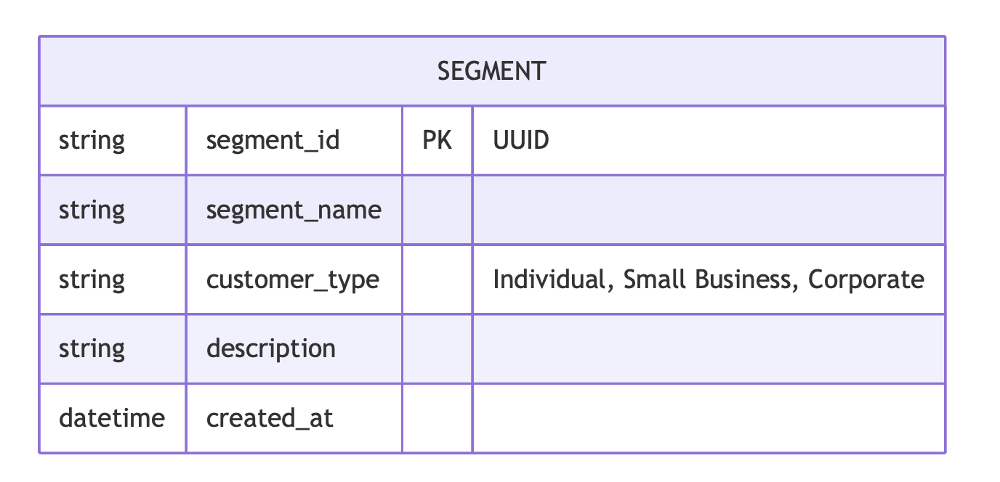 SEGMENT
string segment_id PK UUID
string segment_name
string customer_type Individual, Small Business, Corporate
string description
datetime created_at